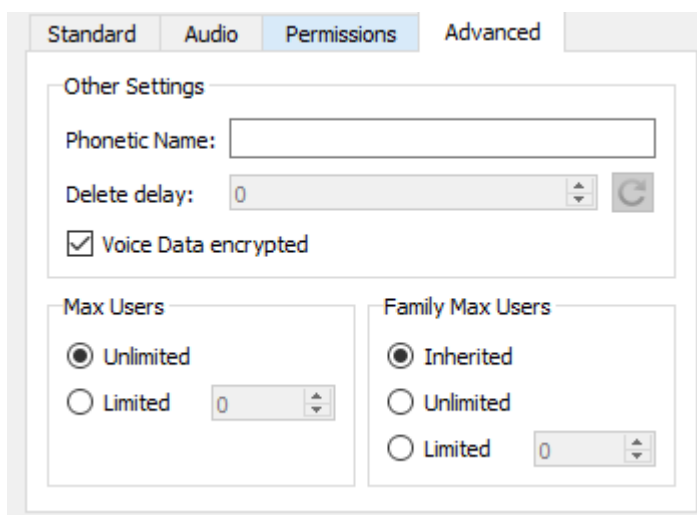 Standard Audio Permissions Advanced
Other Settings
Phonetic Name:
Delete delay: 0
Voice Data encrypted
Max Users
Unlimited
Limited 0
Family Max Users
Inherited
Unlimited
Limited 0